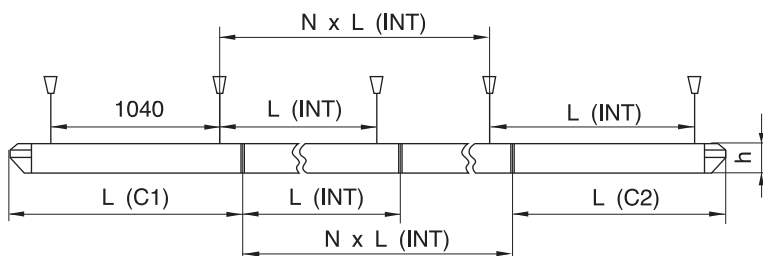 N x L (INT)
1040
L (INT)
L (INT)
h
L (C1)
L (INT)
L (C2)
N x L (INT)